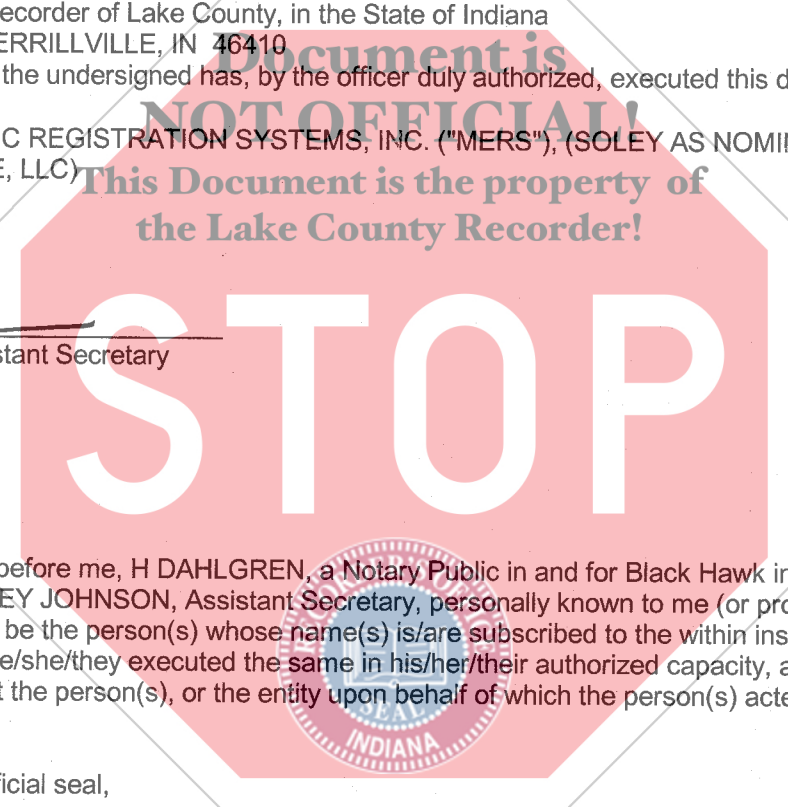 ecorder of Lake County, in the State of Indiana
ERRILLVILLE, IN 46410
Document is
the undersigned has, by the officer duly authorized, executed this d
NOT OFFICIAL!
C REGISTRATION SYSTEMS, INC. ("MERS"), (SOLEY AS NOMI
E, LLC)
This Document is the property of
the Lake County Recorder!
STOP
stant Secretary
before me, H DAHLGREN, a Notary Public in and for Black Hawk in
EY JOHNSON, Assistant Secretary, personally known to me (or pro
be the person(s) whose name(s) is/are subscribed to the within ins
e/she/they executed the same in his/her/their authorized capacity, a
t the person(s), or the entity upon behalf of which the person(s) acte
RECORDER'S OFFICE
SEAL
INDIANA
ficial seal,